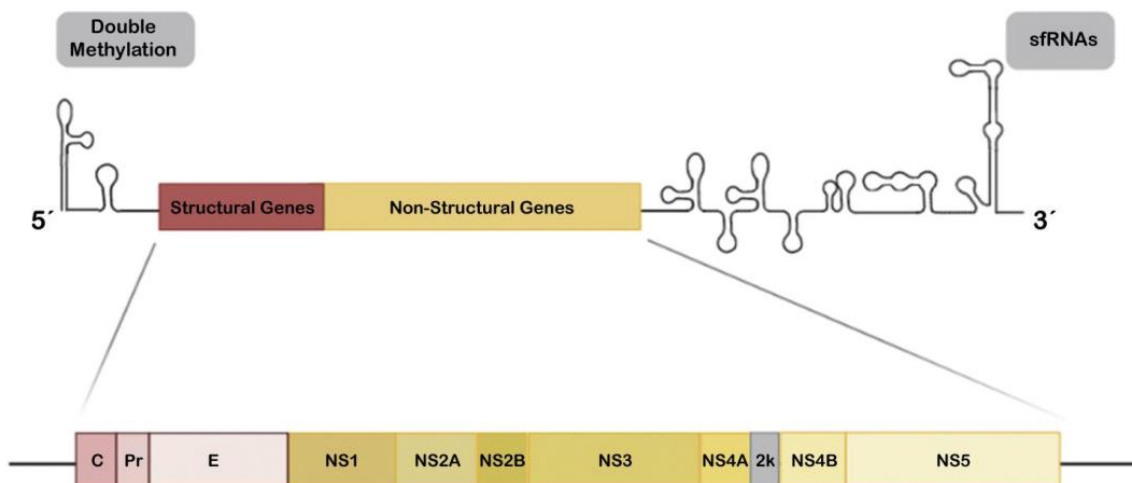 Double
Methylation
sfRNAs
Structural Genes
Non-Structural Genes
5´
3´
C
Pr
E
NS1
NS2A
NS2B
NS3
NS4A
2k
NS4B
NS5